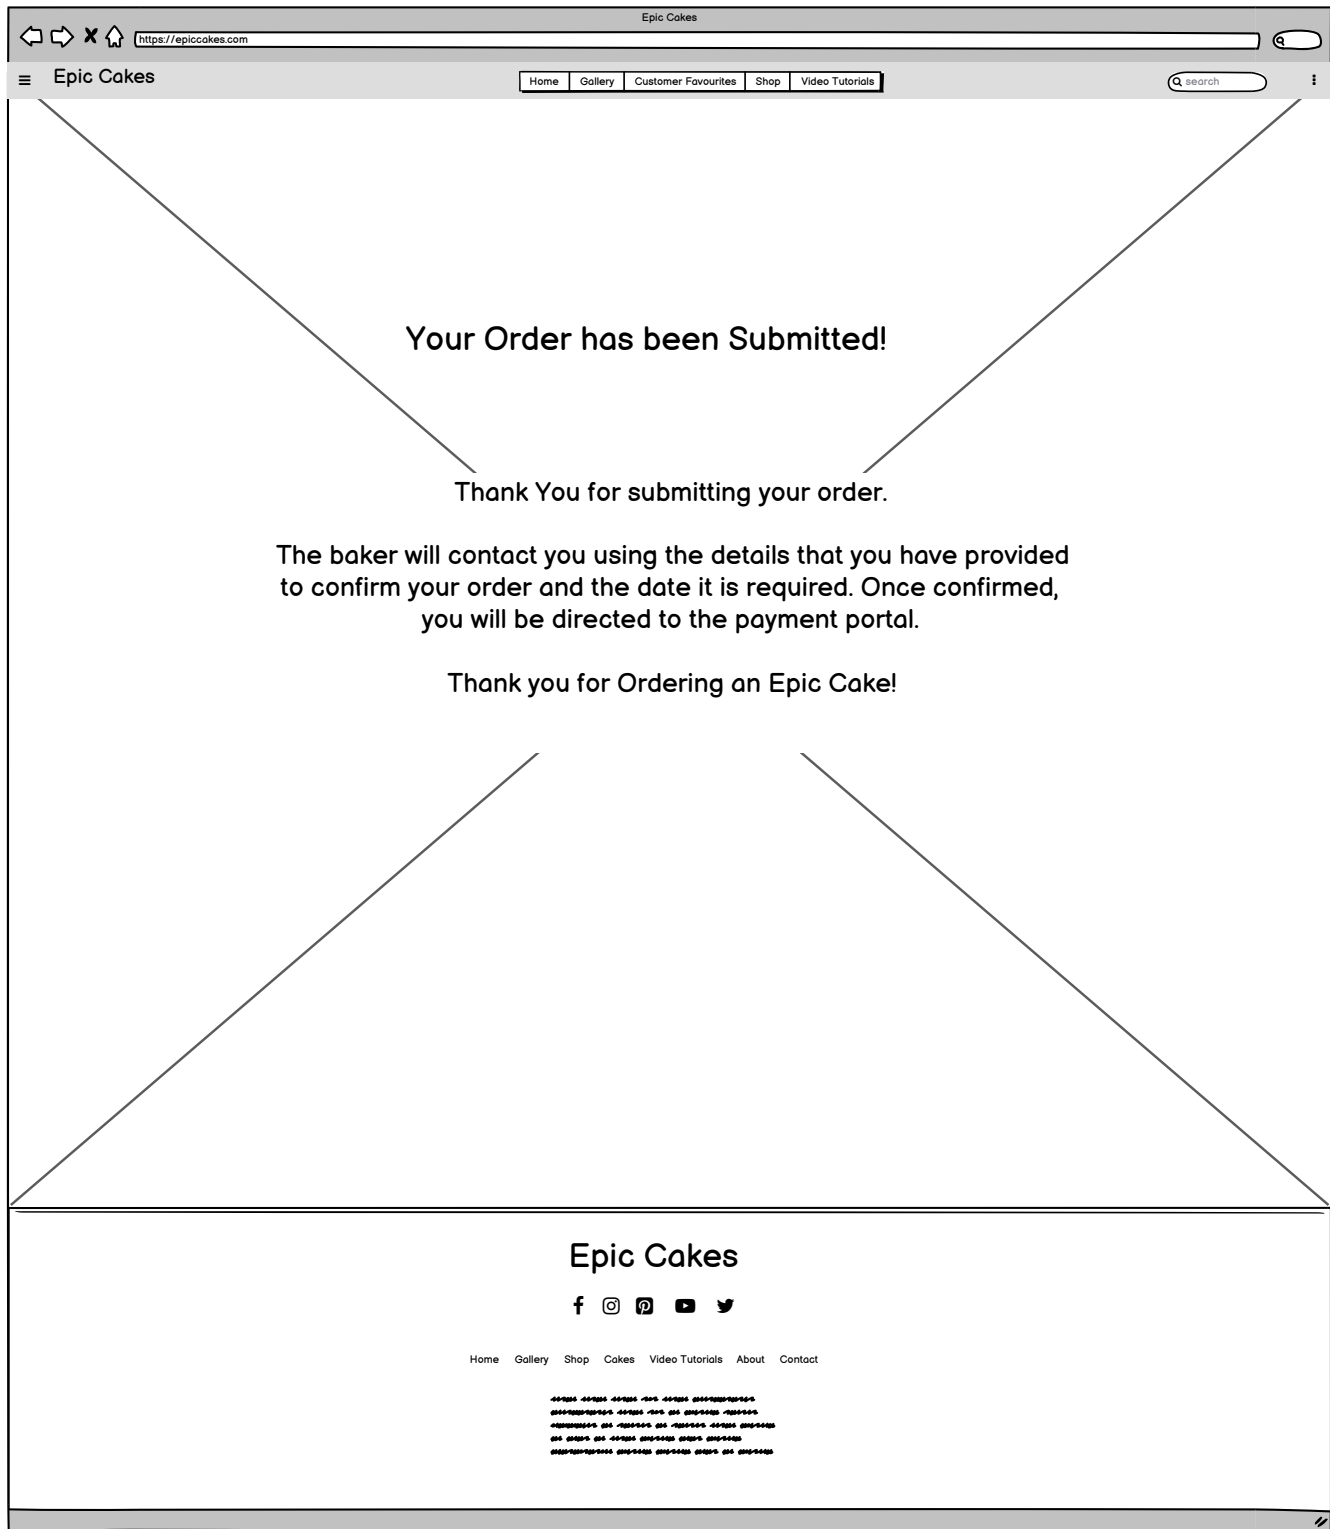 Epic Cakes
https://epiccakes.com
Epic Cakes
Home Gallery Customer Favourites Shop Video Tutorials
search
Your Order has been Submitted!
Thank You for submitting your order.
The baker will contact you using the details that you have provided
to confirm your order and the date it is required. Once confirmed,
you will be directed to the payment portal.
Thank you for Ordering an Epic Cake!
Epic Cakes
Home Gallery Shop Cakes Video Tutorials About Contact